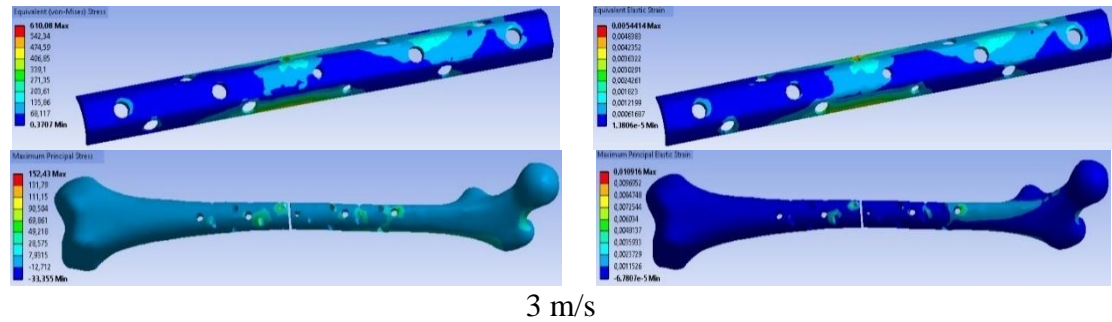 Equivalent (von-Mises) Stress
610,08 Max
542,34
474,59
406,85
339,1
271,35
203,61
135,86
68,117
0,3707 Min
Equivalent Elastic Strain
0,0054414 Max
0,0048383
0,0042352
0,0036322
0,0030291
0,0024261
0,001823
0,0012199
0,00061687
1,3806e-5 Min
Maximum Principal Stress
152,43 Max
131,79
111,15
90,504
69,861
49,218
28,575
7,9315
-12,712
-33,355 Min
Maximum Principal Elastic Strain
0,010916 Max
0,0096952
0,0084748
0,0072544
0,006034
0,0048137
0,0035933
0,0023729
0,0011526
-6,7807e-5 Min
3 m/s